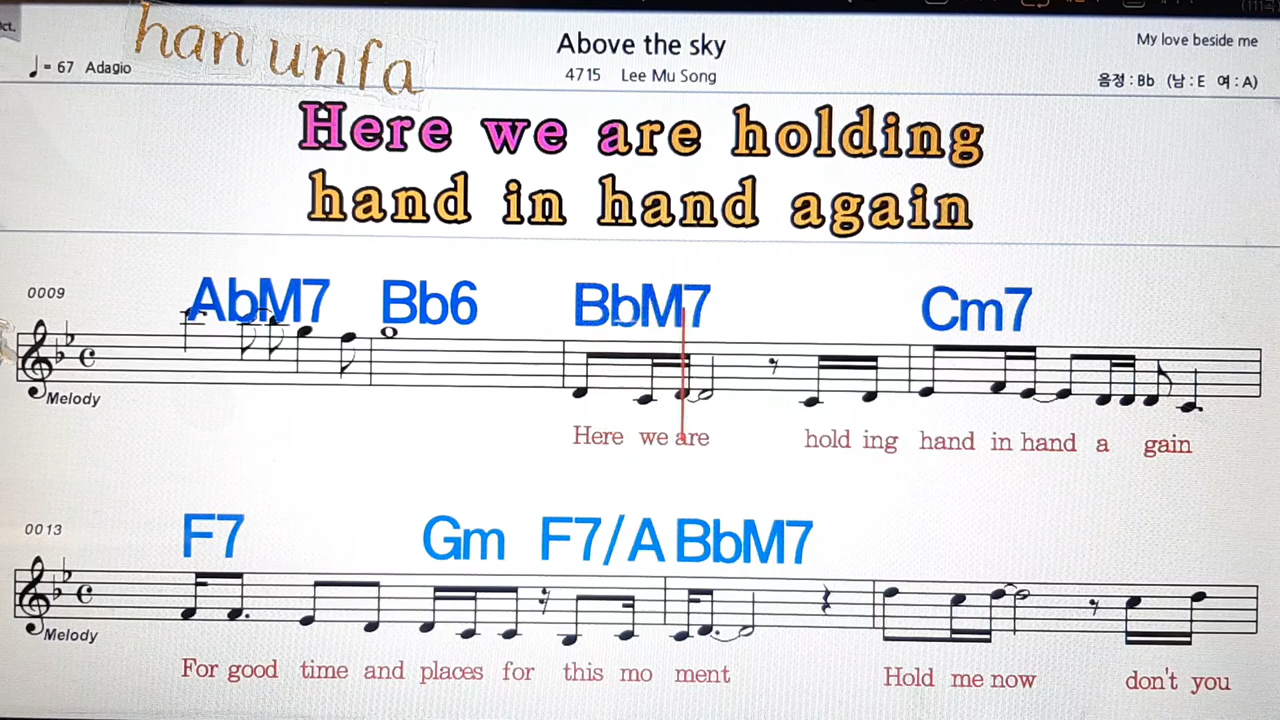 ct.
han unfa
♩= 67 Adagio
Above the sky
4715 Lee Mu Song
My love beside me
음정 : Bb (남 : E 여 : A)
Here we are holding
hand in hand again
0009
AbM7 Bb6 BbM7 Cm7
Melody
Here we are hold ing hand in hand a gain
0013
F7 Gm F7/A BbM7
Melody
For good time and places for this mo ment Hold me now don't you